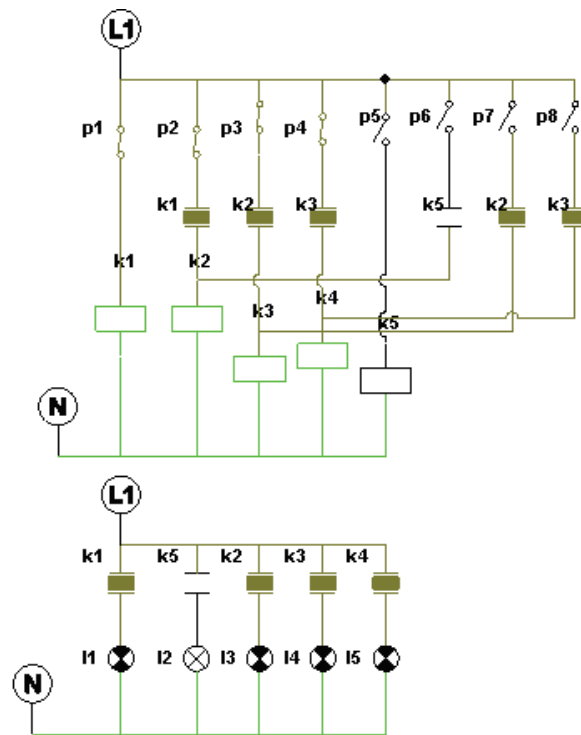 L1
p1 p2 p3 p4 p5 p6 p7 p8
k1 k2 k3 k5 k2 k3
k1 k2 k3 k4 k5
N
L1
k1 k5 k2 k3 k4
l1 l2 l3 l4 l5
N